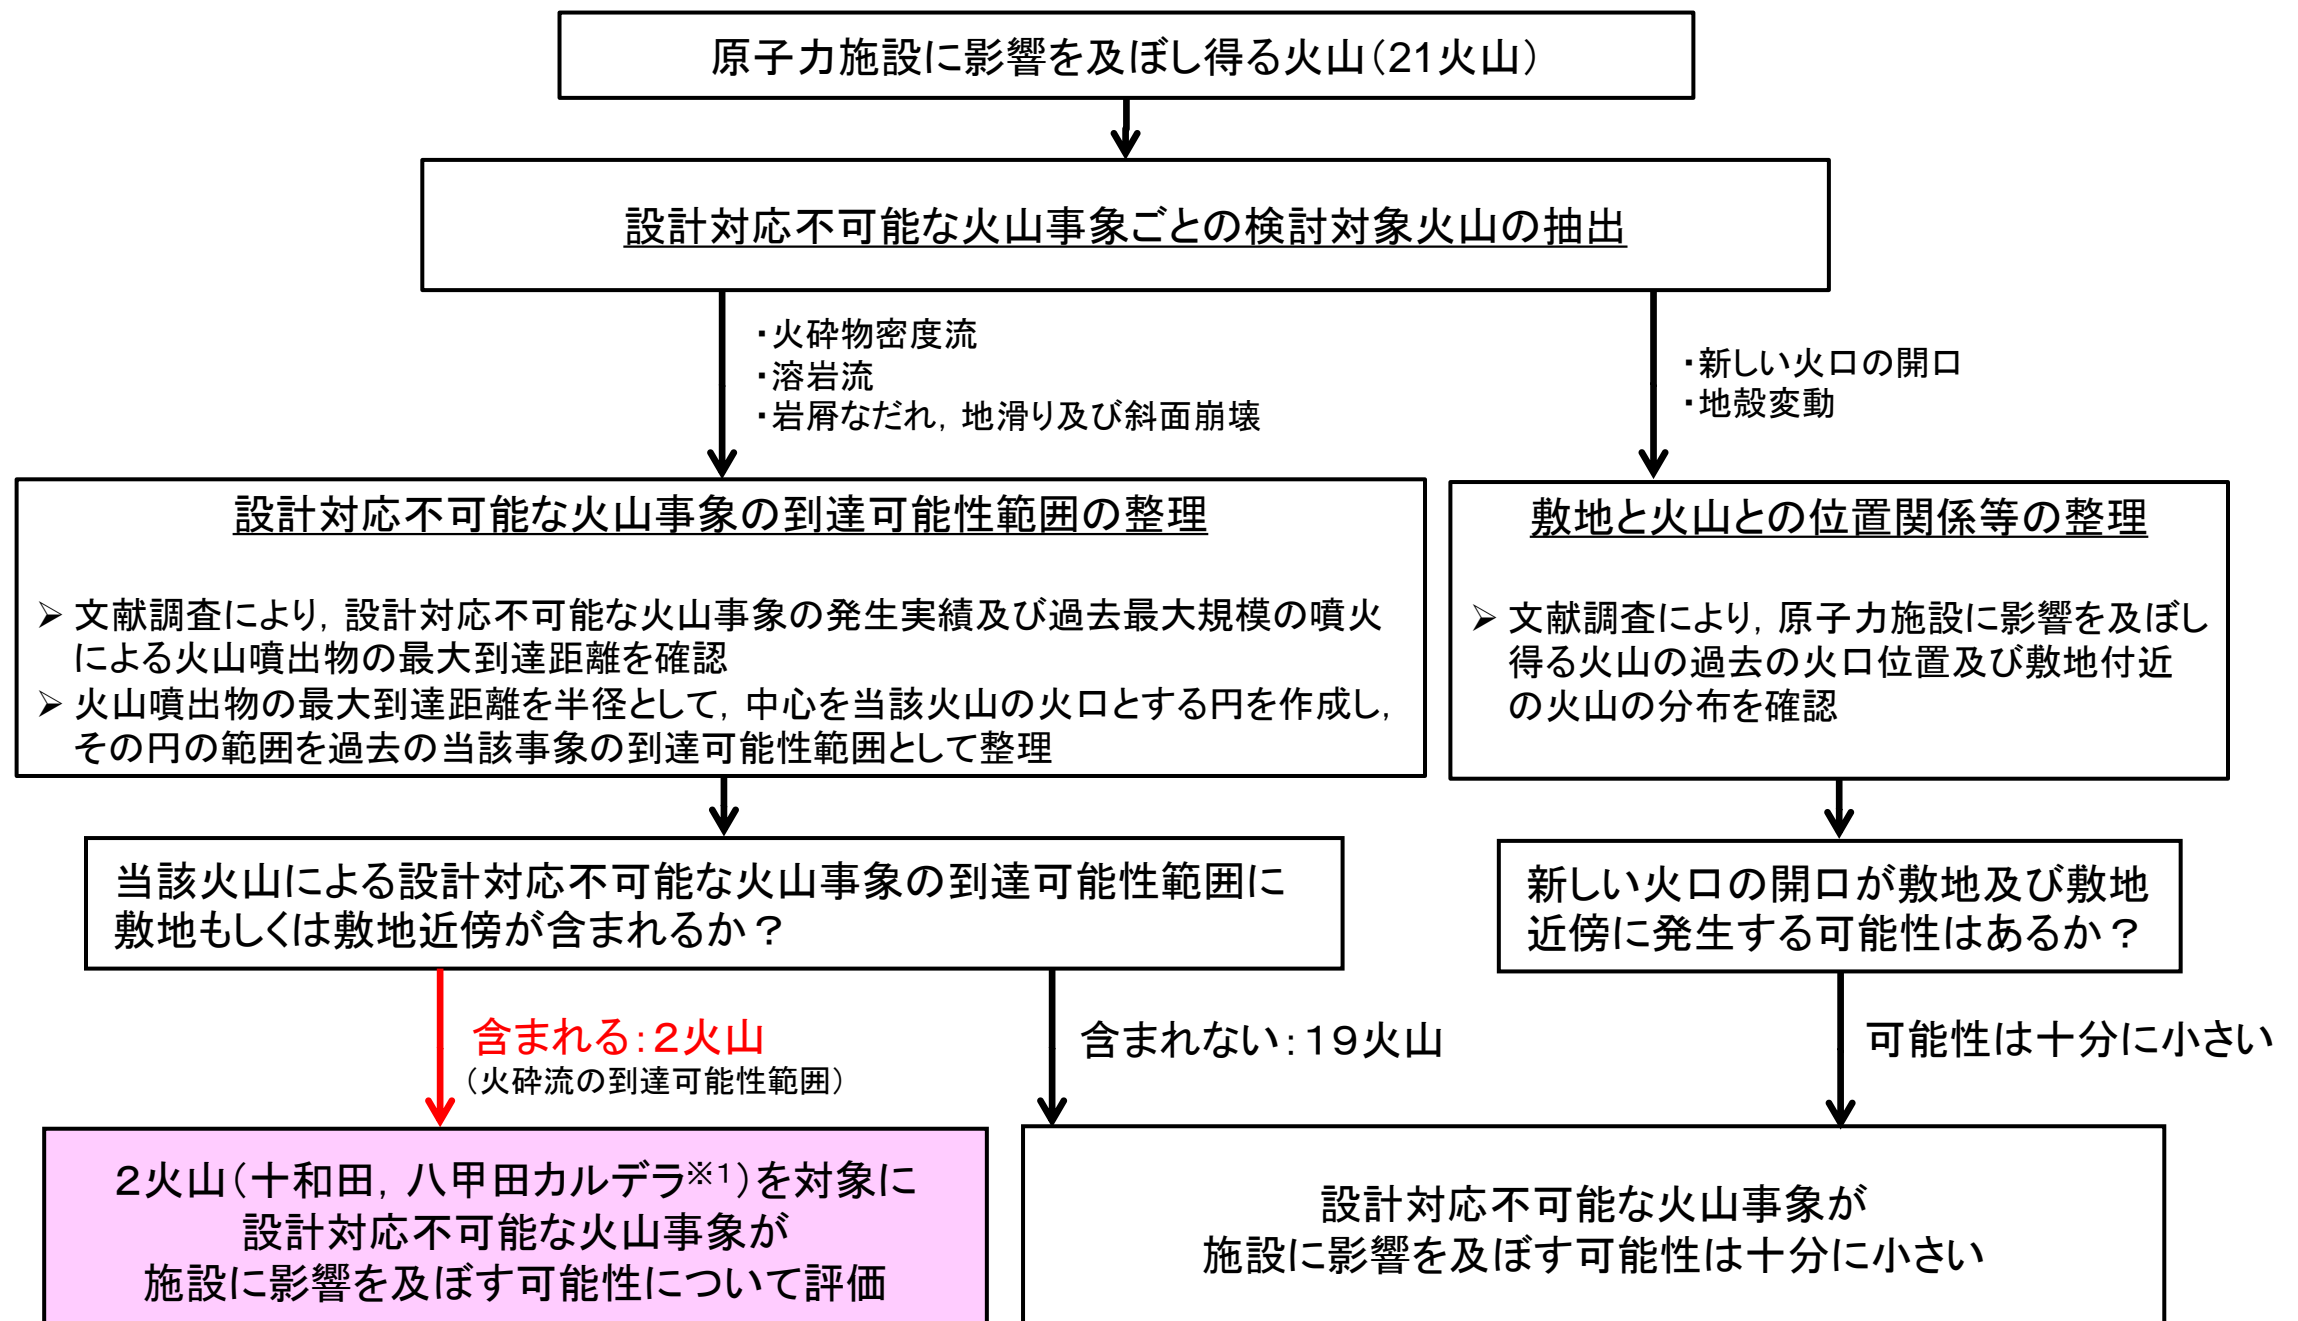 原子力施設に影響を及ぼし得る火山（21火山）
設計対応不可能な火山事象ごとの検討対象火山の抽出
・火砕物密度流
・溶岩流
・岩屑なだれ，地滑り及び斜面崩壊
・新しい火口の開口
・地殻変動
設計対応不可能な火山事象の到達可能性範囲の整理
➢ 文献調査により，設計対応不可能な火山事象の発生実績及び過去最大規模の噴火
による火山噴出物の最大到達距離を確認
➢ 火山噴出物の最大到達距離を半径として，中心を当該火山の火口とする円を作成し，
その円の範囲を過去の当該事象の到達可能性範囲として整理
敷地と火山との位置関係等の整理
➢ 文献調査により，原子力施設に影響を及ぼし
得る火山の過去の火口位置及び敷地付近
の火山の分布を確認
当該火山による設計対応不可能な火山事象の到達可能性範囲に
敷地もしくは敷地近傍が含まれるか？
新しい火口の開口が敷地及び敷地
近傍に発生する可能性はあるか？
含まれる：２火山
（火砕流の到達可能性範囲）
含まれない：１９火山
可能性は十分に小さい
２火山（十和田，八甲田カルデラ※1）を対象に
設計対応不可能な火山事象が
施設に影響を及ぼす可能性について評価
設計対応不可能な火山事象が
施設に影響を及ぼす可能性は十分に小さい